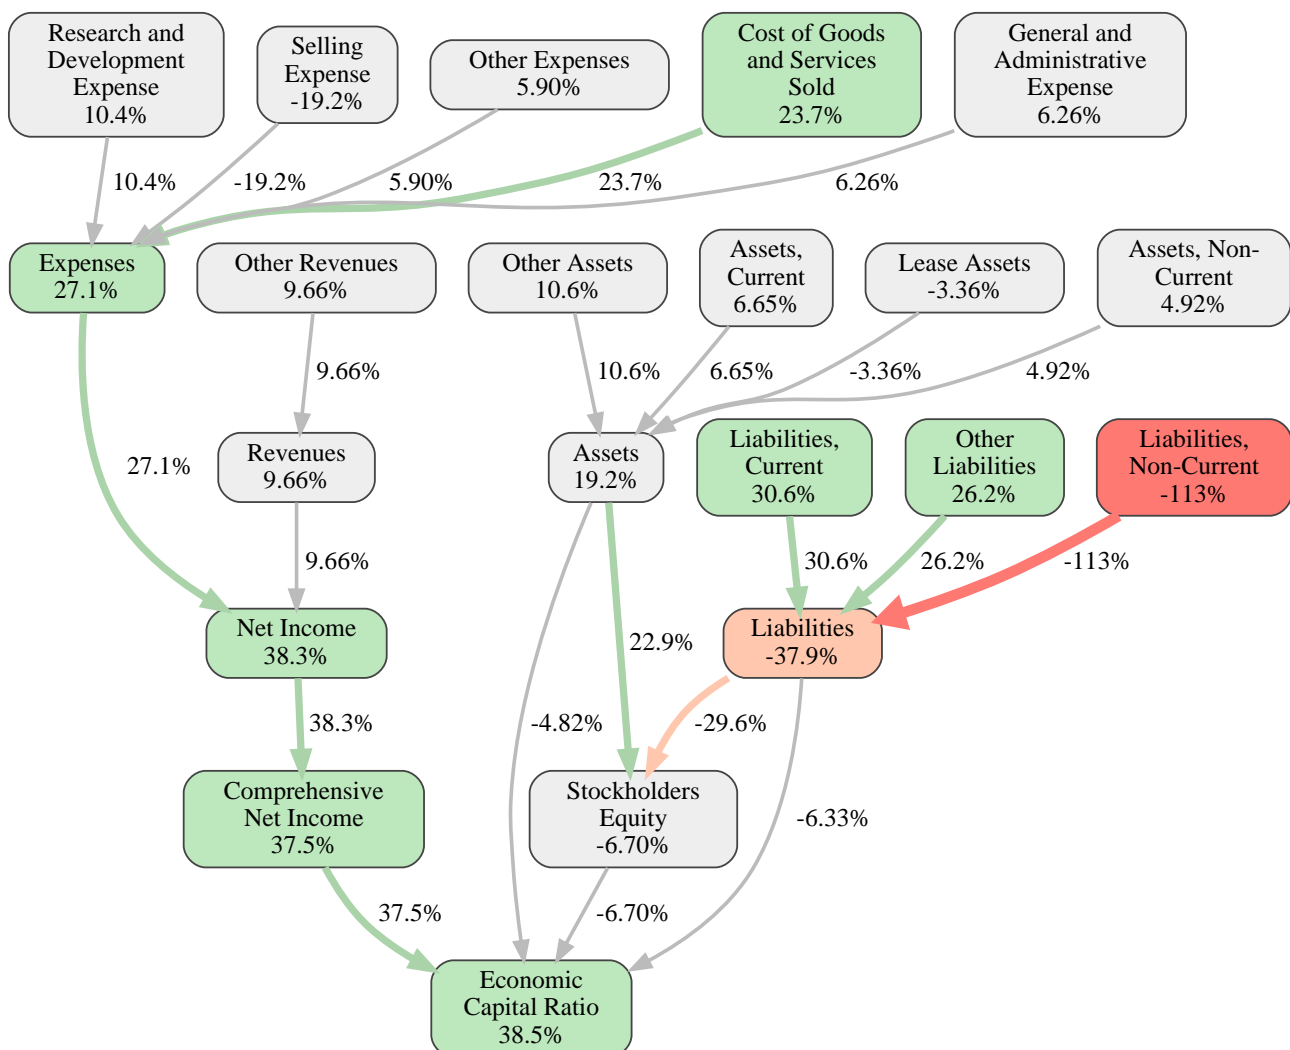 Research and
Development
Expense
10.4%
Selling
Expense
-19.2%
Other Expenses
5.90%
Cost of Goods
and Services
Sold
23.7%
General and
Administrative
Expense
6.26%
10.4%
-19.2%
5.90%
23.7%
6.26%
Expenses
27.1%
Other Revenues
9.66%
Other Assets
10.6%
Assets,
Current
6.65%
Lease Assets
-3.36%
Assets, Non-
Current
4.92%
9.66%
10.6%
6.65%
-3.36%
4.92%
27.1%
Revenues
9.66%
Assets
19.2%
Liabilities,
Current
30.6%
Other
Liabilities
26.2%
Liabilities,
Non-Current
-113%
9.66%
30.6%
26.2%
-113%
Net Income
38.3%
22.9%
Liabilities
-37.9%
38.3%
-4.82%
-29.6%
Comprehensive
Net Income
37.5%
Stockholders
Equity
-6.70%
-6.33%
37.5%
-6.70%
Economic
Capital Ratio
38.5%